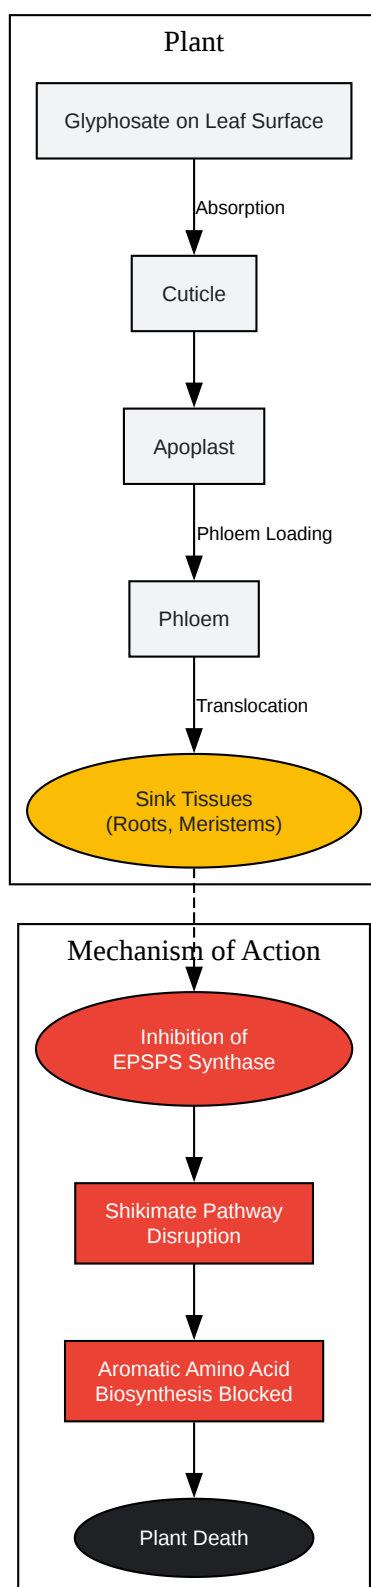 Plant
Glyphosate on Leaf Surface
Absorption
Cuticle
Apoplast
Phloem Loading
Phloem
Translocation
Sink Tissues
(Roots, Meristems)
Mechanism of Action
Inhibition of
EPSPS Synthase
Shikimate Pathway
Disruption
Aromatic Amino Acid
Biosynthesis Blocked
Plant Death